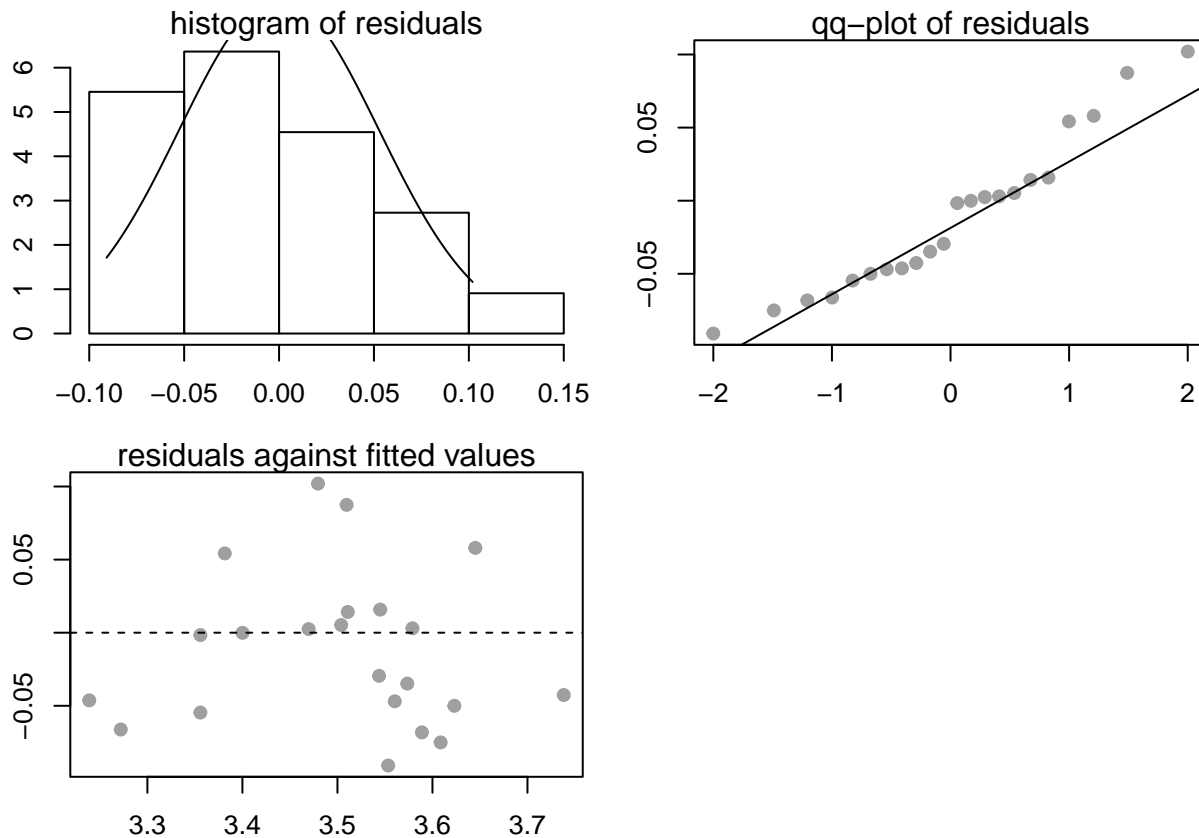 histogram of residuals
6
5
4
3
2
1
0
−0.10 −0.05 0.00 0.05 0.10 0.15
qq−plot of residuals
0.05
−0.05
−2 −1 0 1 2
residuals against fitted values
0.05
−0.05
3.3 3.4 3.5 3.6 3.7